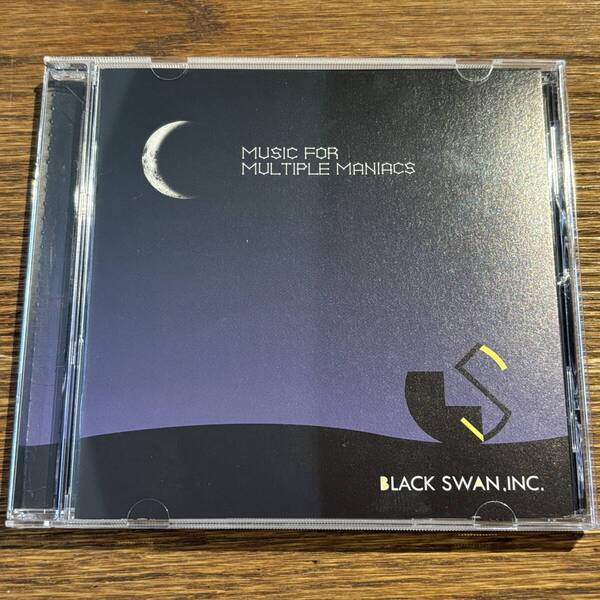 MUSIC FOR
MULTIPLE MANIACS
BLACK SWAN,INC.